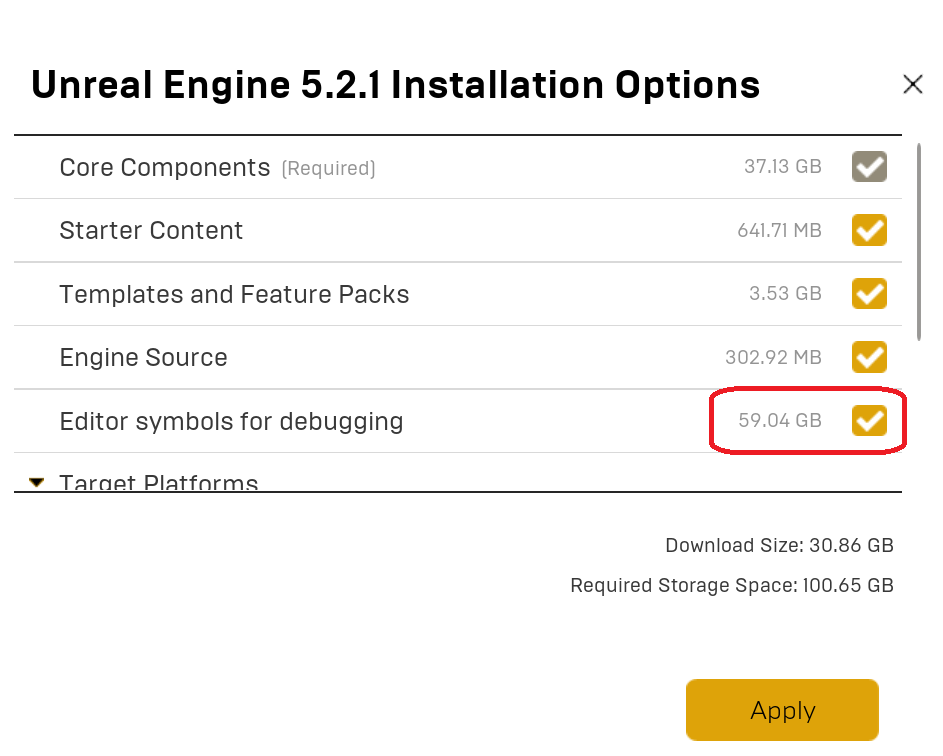 Unreal Engine 5.2.1 Installation Options
Core Components (Required) 37.13 GB
Starter Content 641.71 MB
Templates and Feature Packs 3.53 GB
Engine Source 302.92 MB
Editor symbols for debugging 59.04 GB
Target Platforms
Download Size: 30.86 GB
Required Storage Space: 100.65 GB
Apply